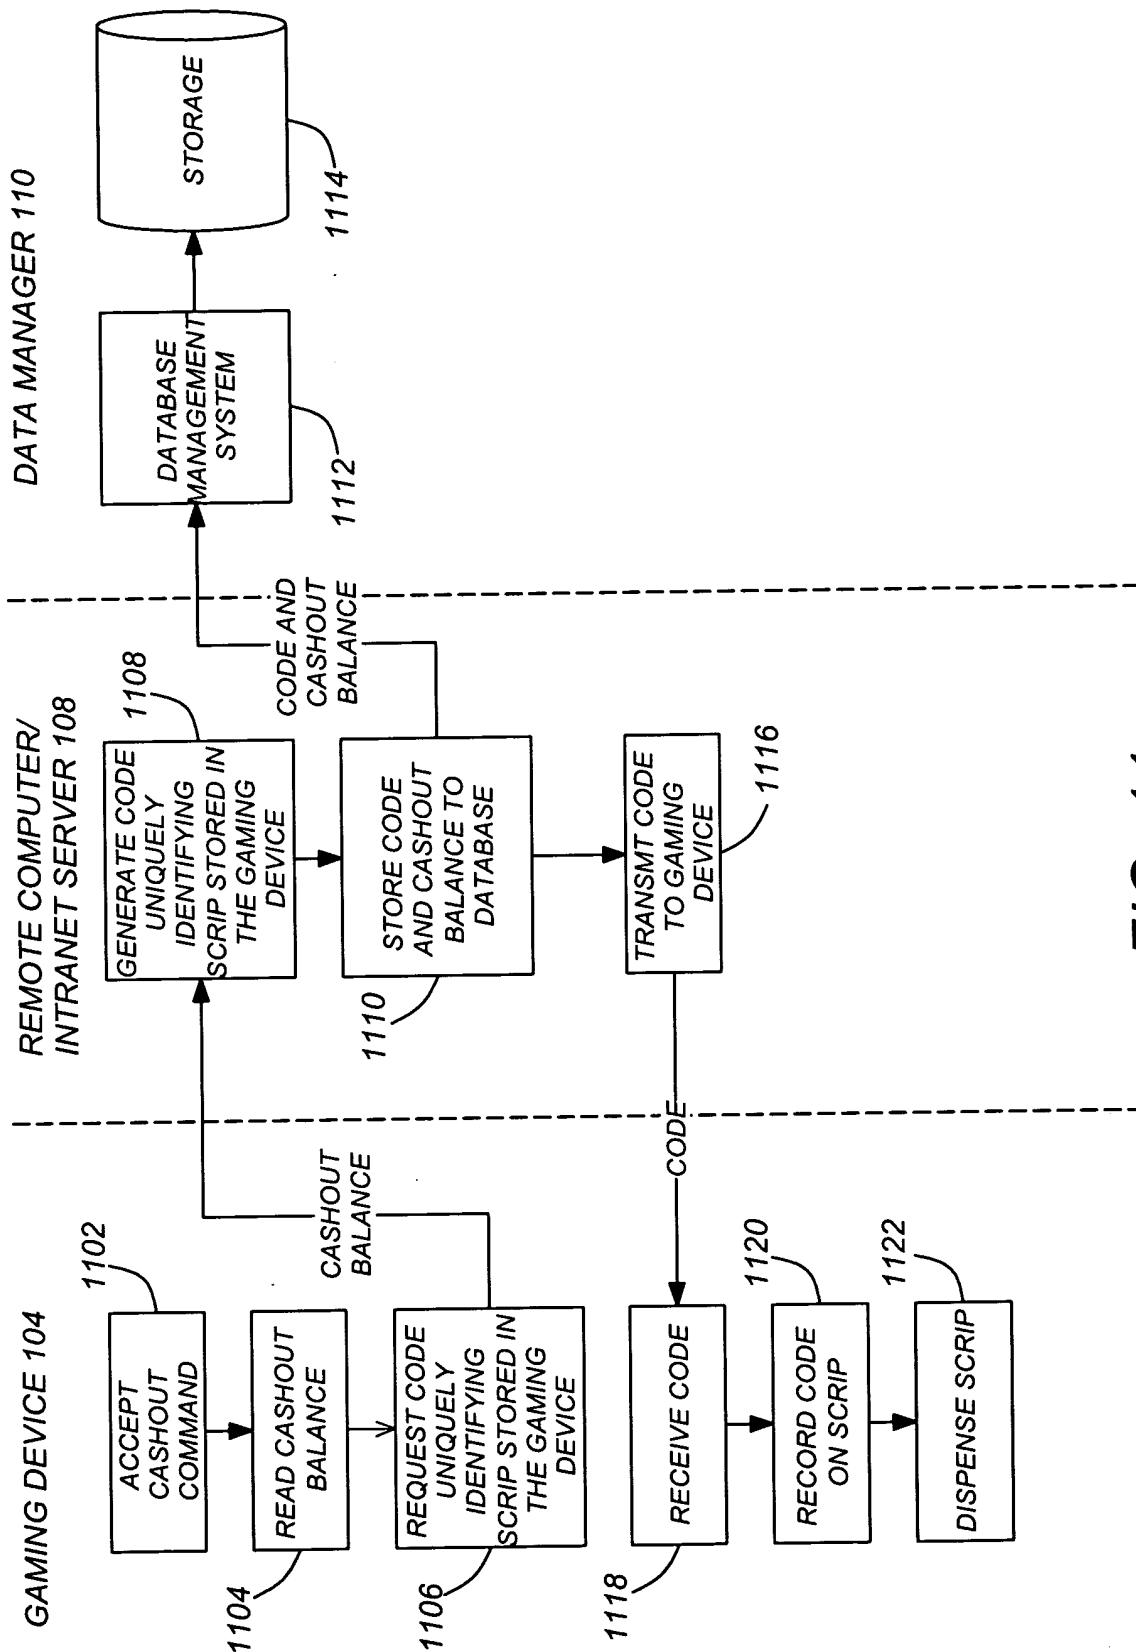 GAMING DEVICE 104
ACCEPT
CASHOUT
COMMAND
1102
READ CASHOUT
BALANCE
1104
REQUEST CODE
UNIQUELY
IDENTIFYING
SCRIP STORED IN
THE GAMING
DEVICE
1106
CASHOUT
BALANCE
RECEIVE CODE
1118
RECORD CODE
ON SCRIP
1120
DISPENSE SCRIP
1122
REMOTE COMPUTER/
INTRANET SERVER 108
GENERATE CODE
UNIQUELY
IDENTIFYING
SCRIP STORED IN
THE GAMING
DEVICE
1108
STORE CODE
AND CASHOUT
BALANCE TO
DATABASE
1110
CODE AND
CASHOUT
BALANCE
TRANSMT CODE
TO GAMING
DEVICE
1116
CODE
DATA MANAGER 110
DATABASE
MANAGEMENT
SYSTEM
1112
STORAGE
1114